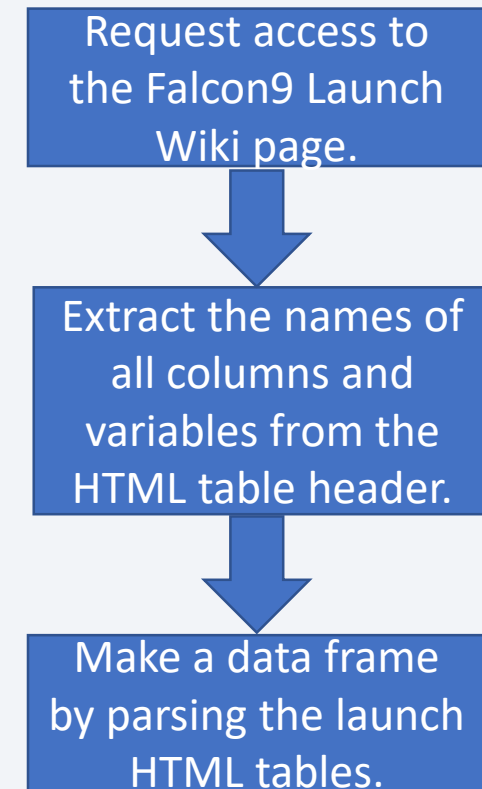 Request access to
the Falcon9 Launch
Wiki page.
Extract the names of
all columns and
variables from the
HTML table header.
Make a data frame
by parsing the launch
HTML tables.